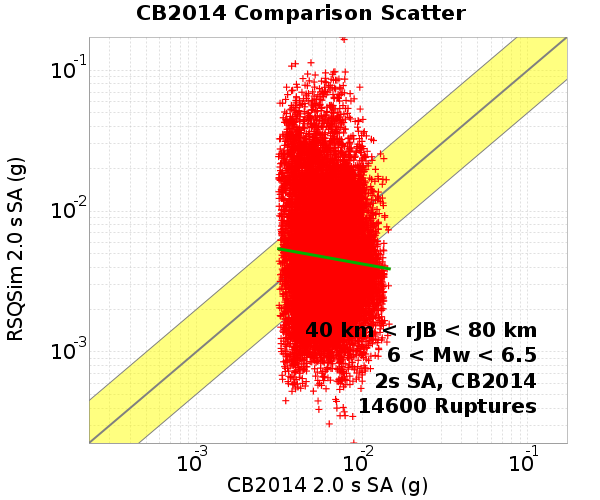 CB2014 Comparison Scatter
RSQSim 2.0 s SA (g)
10-1
10-2
10-3
40 km < rJB < 80 km
6 < Mw < 6.5
2s SA, CB2014
14600 Ruptures
10-3 10-2 10-1
CB2014 2.0 s SA (g)